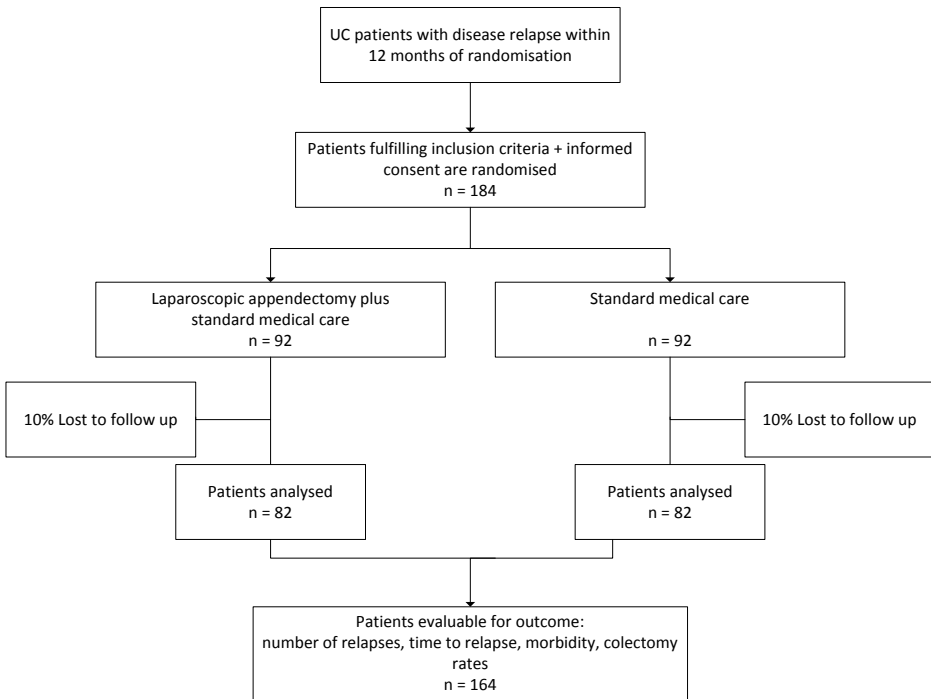 UC patients with disease relapse within
12 months of randomisation
Patients fulfilling inclusion criteria + informed
consent are randomised
n = 184
Laparoscopic appendectomy plus
standard medical care
n = 92
Standard medical care
n = 92
10% Lost to follow up
10% Lost to follow up
Patients analysed
n = 82
Patients analysed
n = 82
Patients evaluable for outcome:
number of relapses, time to relapse, morbidity, colectomy
rates
n = 164